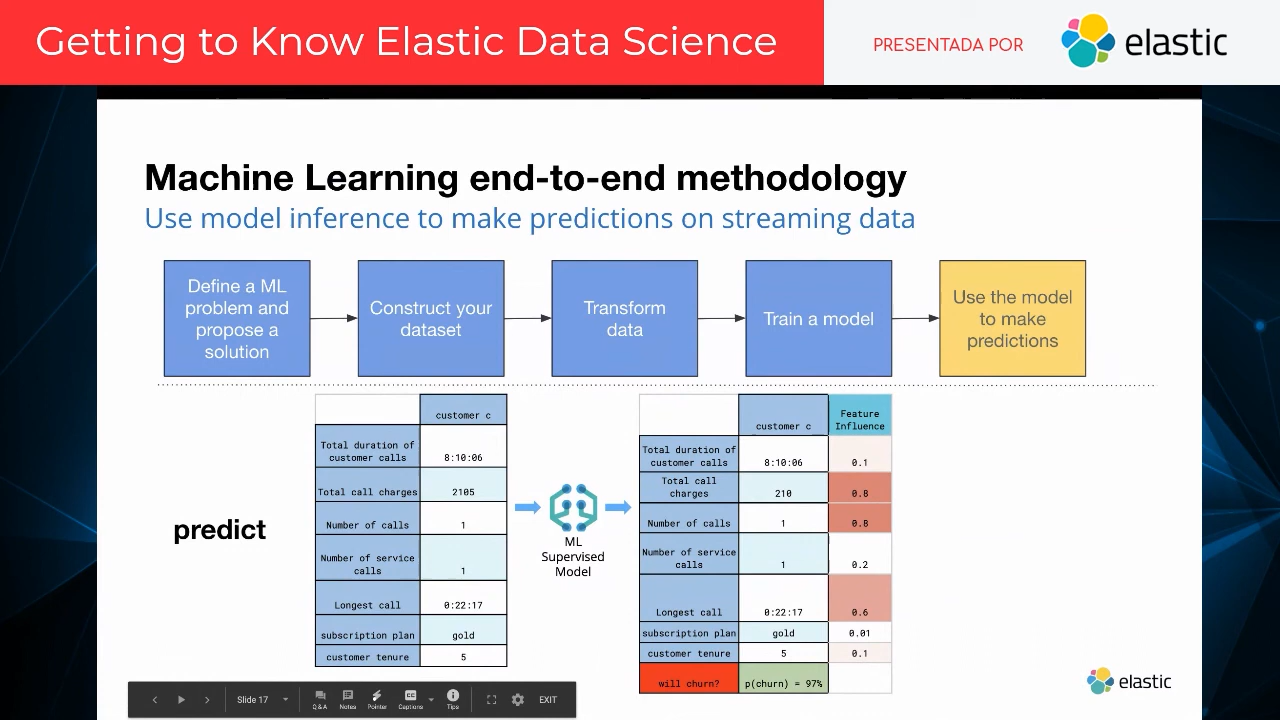 Getting to Know Elastic Data Science
PRESENTADA POR
elastic
Machine Learning end-to-end methodology
Use model inference to make predictions on streaming data
Define a ML
problem and
propose a
solution
Construct your
dataset
Transform
data
Train a model
Use the model
to make
predictions
predict
customer c
Total duration of
customer calls
8:10:06
Total call charges
2105
Number of calls
1
Number of service
calls
1
Longest call
0:22:17
subscription plan
gold
customer tenure
5
ML
Supervised
Model
customer c
Feature
Influence
Total duration of
customer calls
8:10:06
0.1
Total call
charges
210
0.8
Number of calls
1
0.8
Number of service
calls
1
0.2
Longest call
0:22:17
0.6
subscription plan
gold
0.01
customer tenure
5
0.1
will churn?
p(churn) = 97%
elastic
Slide 17
Q & A
Notes
Pointer
CC
Captions
Tips
EXIT